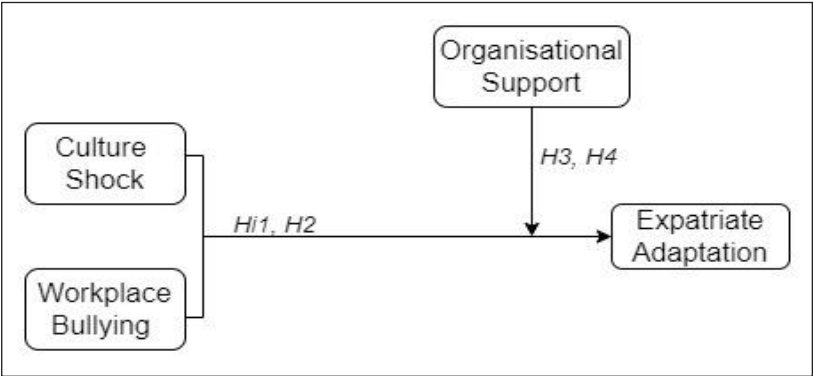 Organisational
Support
Culture
Shock
H3, H4
Hi1, H2
Expatriate
Adaptation
Workplace
Bullying